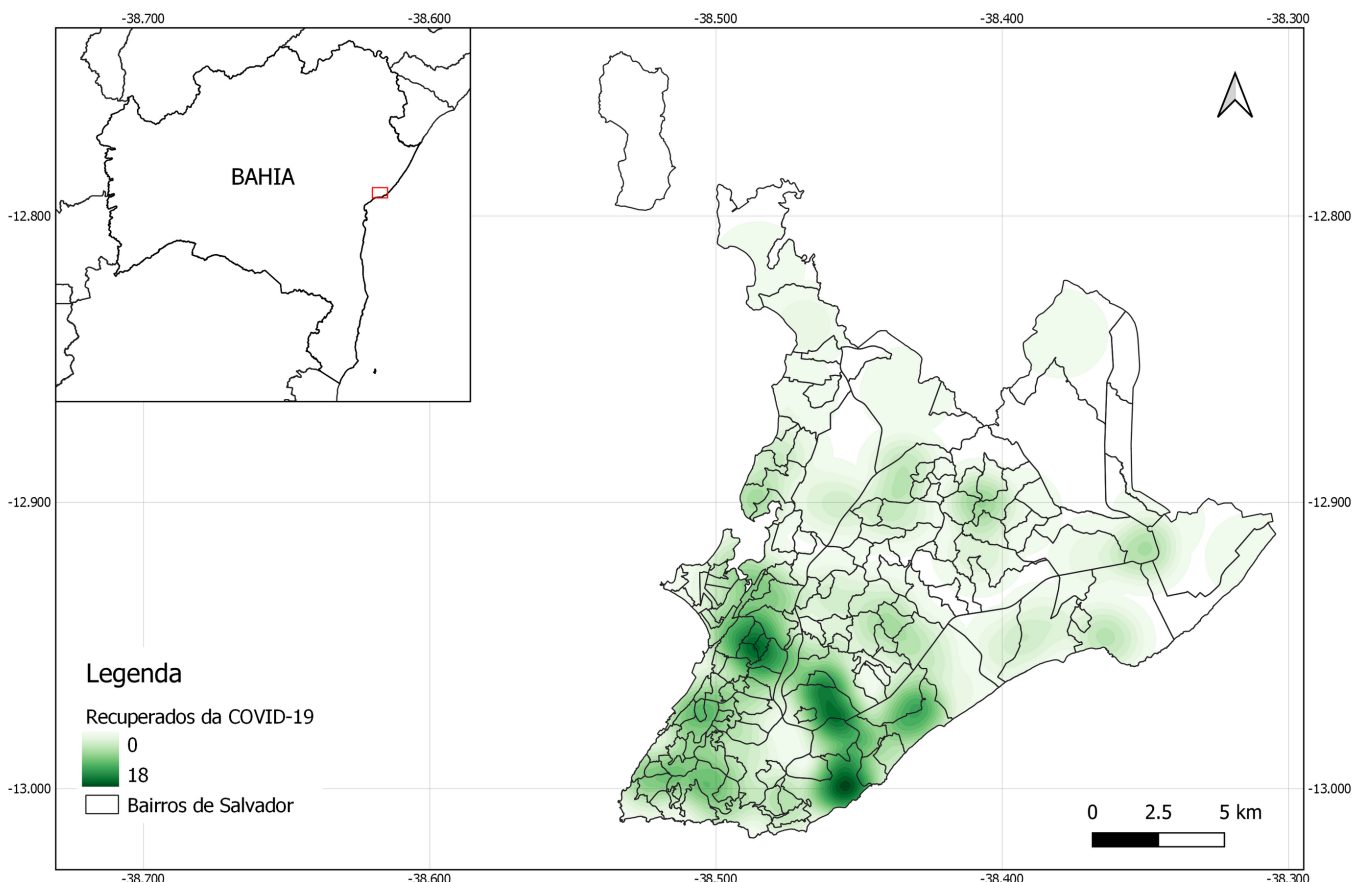 -38.700 -38.600 -38.500 -38.400 -38.300
BAHIA
-12.800 -12.800
-12.900 -12.900
Legenda
Recuperados da COVID-19
0
18
Bairros de Salvador
-13.000 -13.000
0 2.5 5 km
-38.700 -38.600 -38.500 -38.400 -38.300